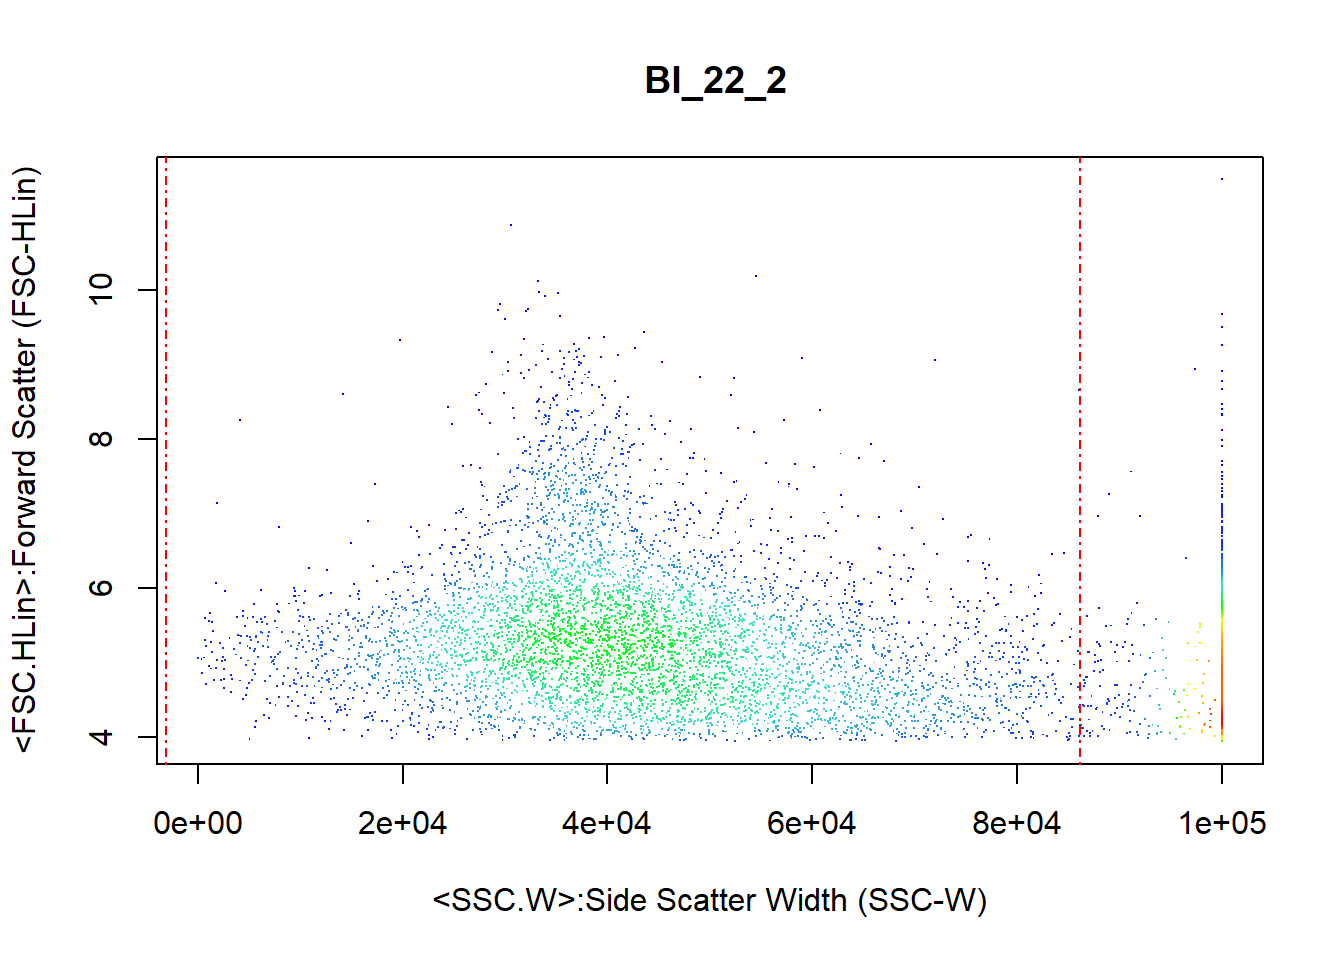 BI_22_2
<FSC.HLin>:Forward Scatter (FSC-HLin)
10
8
6
4
0e+00 2e+04 4e+04 6e+04 8e+04 1e+05
<SSC.W>:Side Scatter Width (SSC-W)